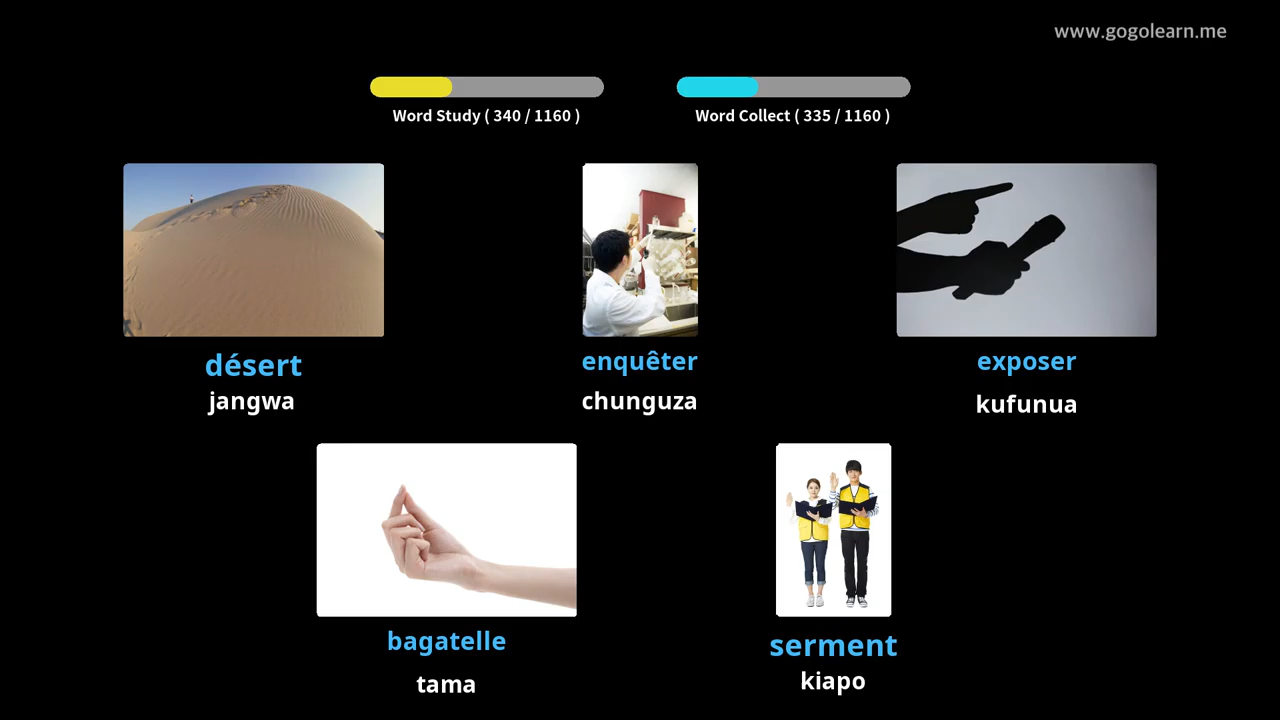 www.gogolearn.me
Word Study ( 340 / 1160 )
Word Collect ( 335 / 1160 )
désert
jangwa
enquêter
chunguza
exposer
kufunua
bagatelle
tama
serment
kiapo